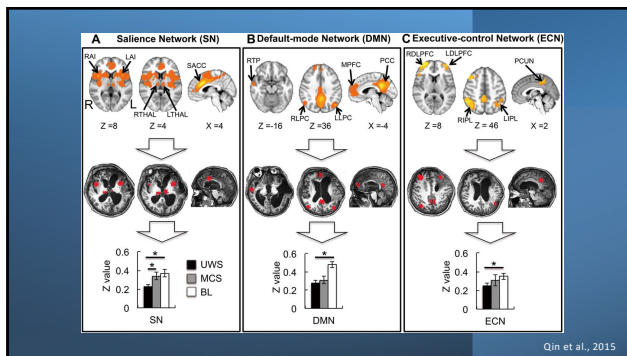 A Salience Network (SN)
RAI LAI SACC
R L
RTHAL LTHAL
Z =8 Z =4 X =4
Z value
0.6
0.4
0.2
0
* *
UWS
MCS
BL
SN
B Default-mode Network (DMN)
RTP MPFC PCC
RLPC LLPC
Z =-16 Z=36 X=-4
Z value
0.6
0.4
0.2
0
*
DMN
C Executive-control Network (ECN)
RDLPFC LDLPFC PCUN
RIPL LIPL
Z =8 Z = 46 X =2
Z value
0.6
0.4
0.2
0
*
ECN
Qin et al., 2015